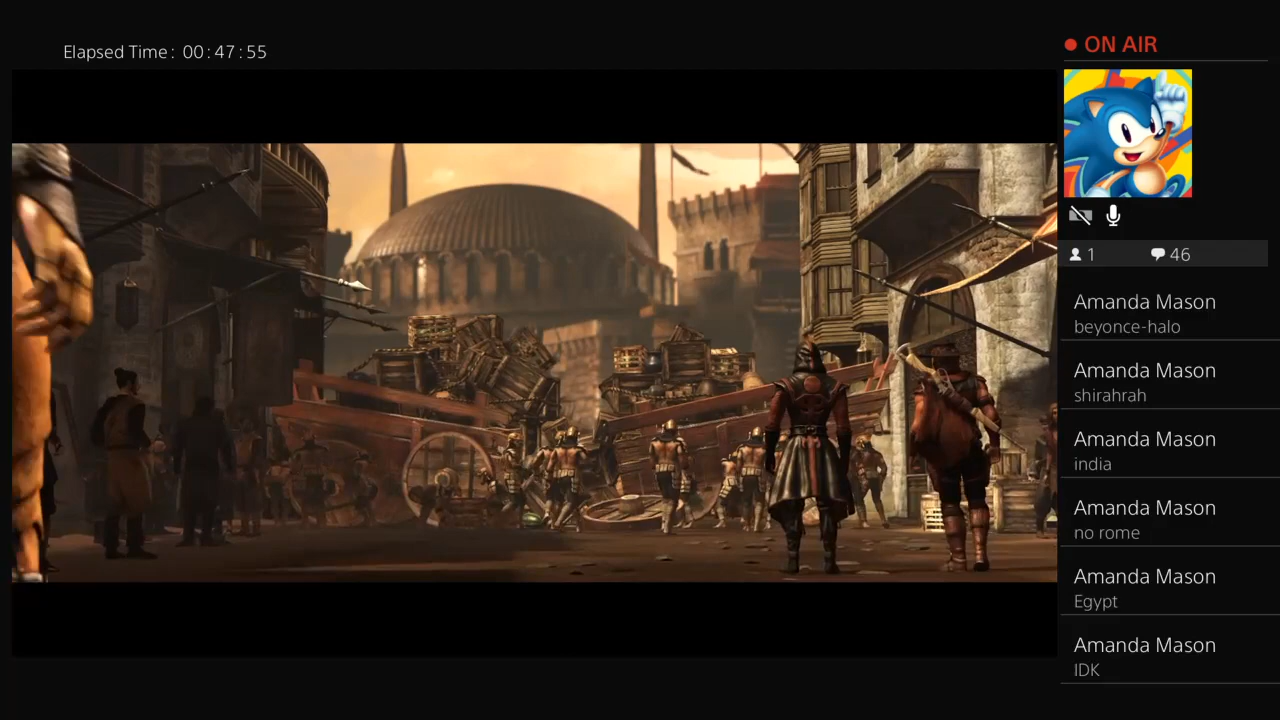 Elapsed Time: 00:47:55
ON AIR
1 46
Amanda Mason
beyonce-halo
Amanda Mason
shirahrah
Amanda Mason
india
Amanda Mason
no rome
Amanda Mason
Egypt
Amanda Mason
IDK